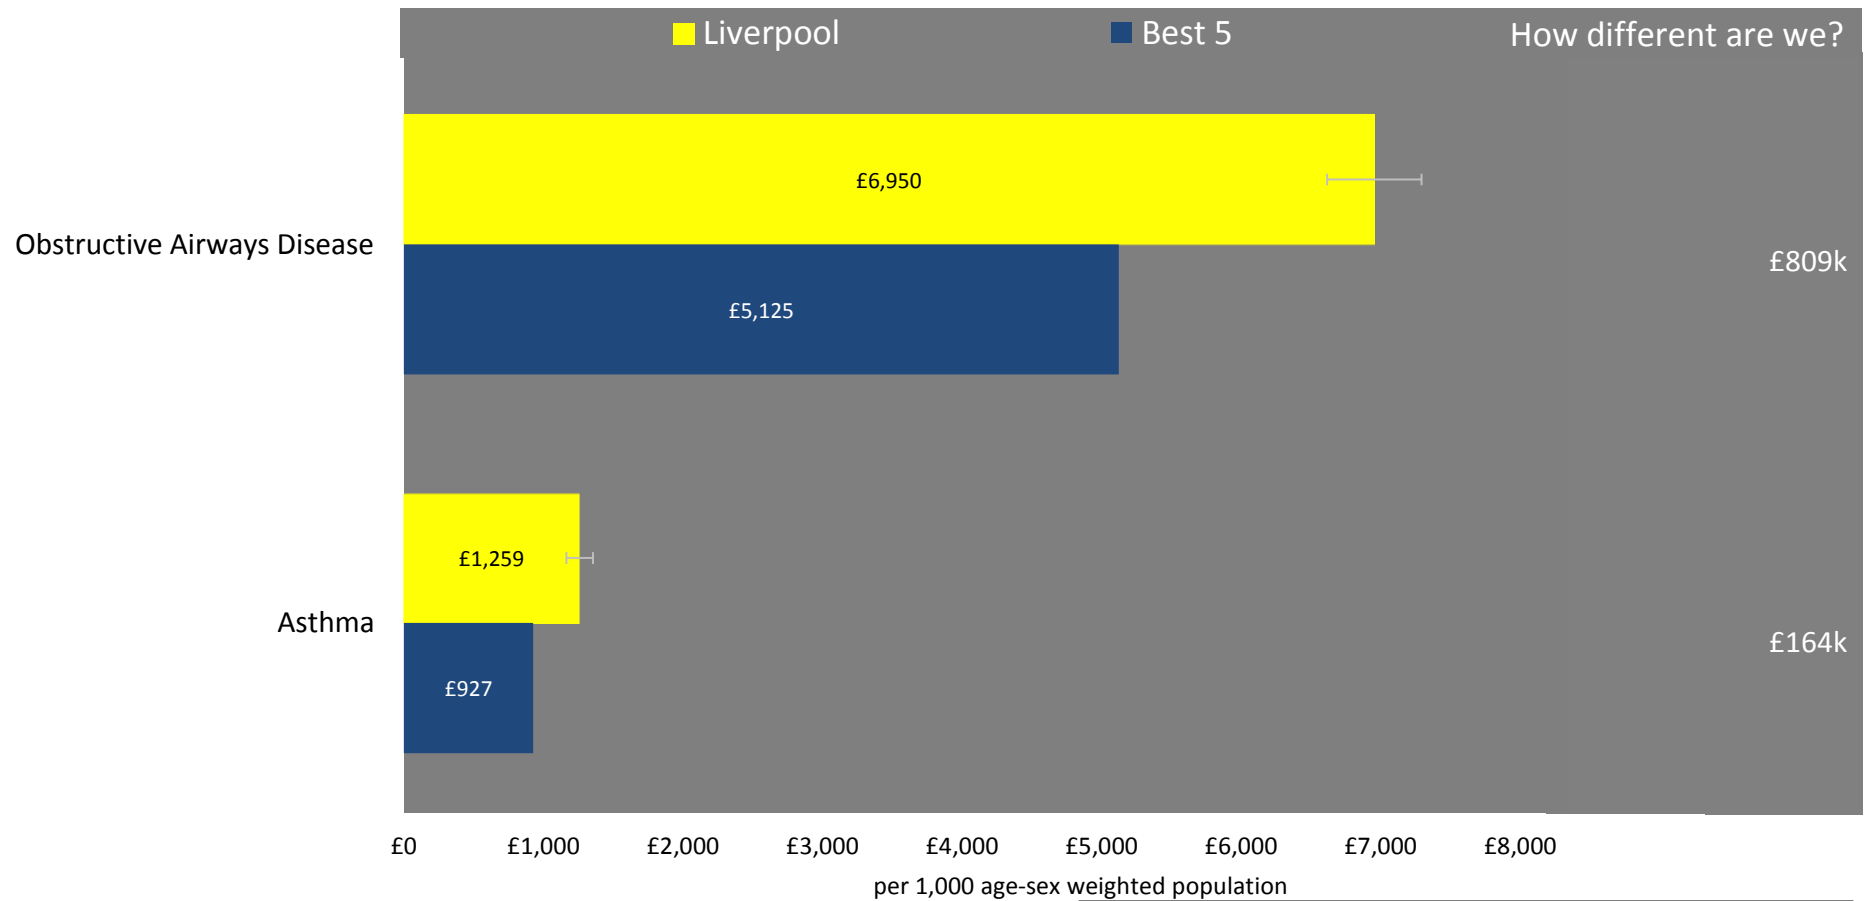 Liverpool Best 5 How different are we?
£6,950
Obstructive Airways Disease
£809k
£5,125
£1,259
Asthma
£164k
£927
£0 £1,000 £2,000 £3,000 £4,000 £5,000 £6,000 £7,000 £8,000
per 1,000 age-sex weighted population